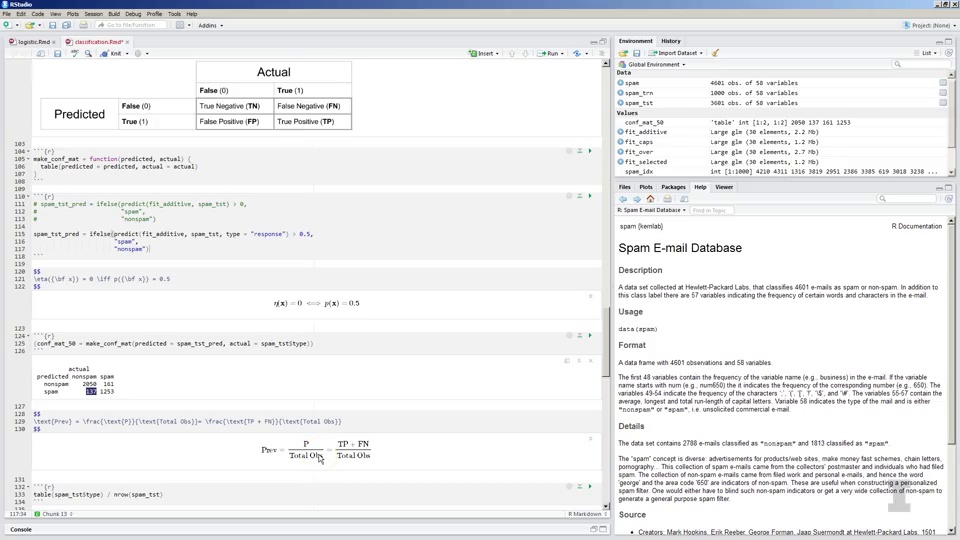 RStudio
File Edit Code View Plots Session Build Debug Profile Tools Help
Go to File/Function
Addins
Project: (None)
logistic.Rmd
classification.Rmd*
Knit
Insert
Run
Actual
False (0) True (1)
Predicted
False (0) True Negative (TN) False Negative (FN)
True (1) False Positive (FP) True Positive (TP)
103
104 ```{r}
105 make_conf_mat = function(predicted, actual) {
106 table(predicted = predicted, actual = actual)
107 }
108 ```
109
110 ```{r}
111 # spam_tst_pred = ifelse(predict(fit_additive, spam_tst) > 0,
112 # "spam",
113 # "nonspam")
114
115 spam_tst_pred = ifelse(predict(fit_additive, spam_tst, type = "response") > 0.5,
116 "spam",
117 "nonspam")
118 ```
119
120 $$
121 \eta({\bf x}) = 0 \iff p({\bf x}) = 0.5
122 $$
η(x) = 0 ⟺ p(x) = 0.5
123
124 ```{r}
125 (conf_mat_50 = make_conf_mat(predicted = spam_tst_pred, actual = spam_tst$type))
126 ```
actual
predicted nonspam spam
nonspam 2050 161
spam 137 1253
127
128 $$
129 \text{Prev} = \frac{\text{P}}{\text{Total Obs}}= \frac{\text{TP + FN}}{\text{Total Obs}}
130 $$
Prev = P / Total Obs = TP + FN / Total Obs
131
132 ```{r}
133 table(spam_tst$type) / nrow(spam_tst)
134 ```
117:34 Chunk 13 R Markdown
Console
Environment History
Import Dataset
List
Global Environment
Data
spam 4601 obs. of 58 variables
spam_trn 1000 obs. of 58 variables
spam_tst 3601 obs. of 58 variables
Values
conf_mat_50 'table' int [1:2, 1:2] 2050 137 161 1253
fit_additive Large glm (30 elements, 2.2 Mb)
fit_caps Large glm (30 elements, 1.2 Mb)
fit_over Large glm (30 elements, 2.2 Mb)
fit_selected Large glm (30 elements, 1.2 Mb)
spam_idx int [1:1000] 4210 4311 1316 3819 2951 2386 3385 619 3018 3238 ...
Files Plots Packages Help Viewer
R: Spam E-mail Database
Find in Topic
spam {kernlab} R Documentation
Spam E-mail Database
Description
A data set collected at Hewlett-Packard Labs, that classifies 4601 e-mails as spam or non-spam. In addition to
this class label there are 57 variables indicating the frequency of certain words and characters in the e-mail.
Usage
data(spam)
Format
A data frame with 4601 observations and 58 variables.
The first 48 variables contain the frequency of the variable name (e.g., business) in the e-mail. If the variable
name starts with num (e.g., num650) the it indicates the frequency of the corresponding number (e.g., 650). The
variables 49-54 indicate the frequency of the characters ';', '(', '[', '!', '$', and '#'. The variables 55-57 contain the
average, longest and total run-length of capital letters. Variable 58 indicates the type of the mail and is either
"nonspam" or "spam", i.e. unsolicited commercial e-mail.
Details
The data set contains 2788 e-mails classified as "nonspam" and 1813 classified as "spam".
The "spam" concept is diverse: advertisements for products/web sites, make money fast schemes, chain letters,
pornography... This collection of spam e-mails came from the collectors' postmaster and individuals who had filed
spam. The collection of non-spam e-mails came from filed work and personal e-mails, and hence the word
'george' and the area code '650' are indicators of non-spam. These are useful when constructing a personalized
spam filter. One would either have to blind such non-spam indicators or get a very wide collection of non-spam to
generate a general purpose spam filter.
Source
• Creators: Mark Hopkins, Erik Reeber, George Forman, Jaap Suermondt at Hewlett-Packard Labs, 1501